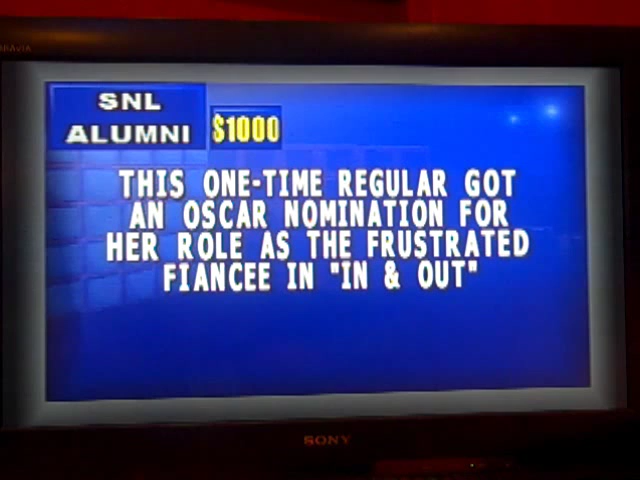 BRAVIA
SNL
ALUMNI
$1000
THIS ONE-TIME REGULAR GOT
AN OSCAR NOMINATION FOR
HER ROLE AS THE FRUSTRATED
FIANCEE IN "IN & OUT"
SONY